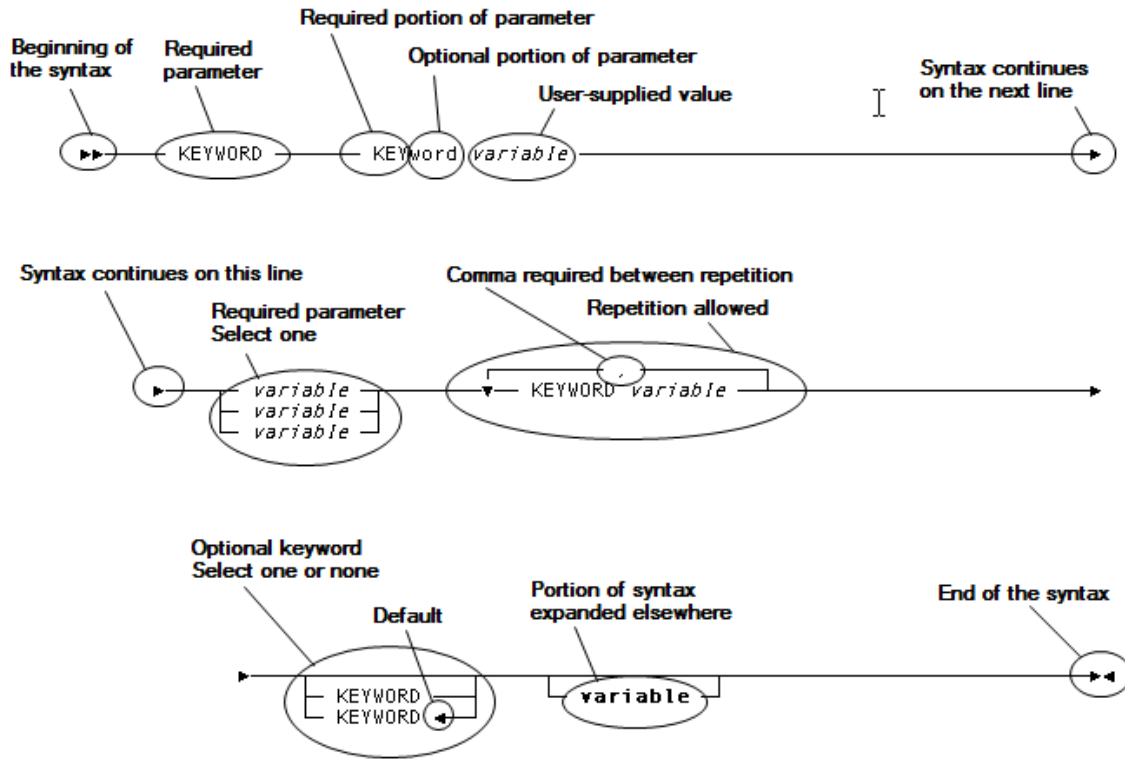 Required portion of parameter
Beginning of
the syntax
Required
parameter
Optional portion of parameter
User-supplied value
Syntax continues
on the next line
KEYWORD
KEYword variable
Syntax continues on this line
Comma required between repetition
Required parameter
Select one
Repetition allowed
variable
variable
variable
,
KEYWORD variable
Optional keyword
Select one or none
Default
Portion of syntax
expanded elsewhere
End of the syntax
KEYWORD
KEYWORD
variable